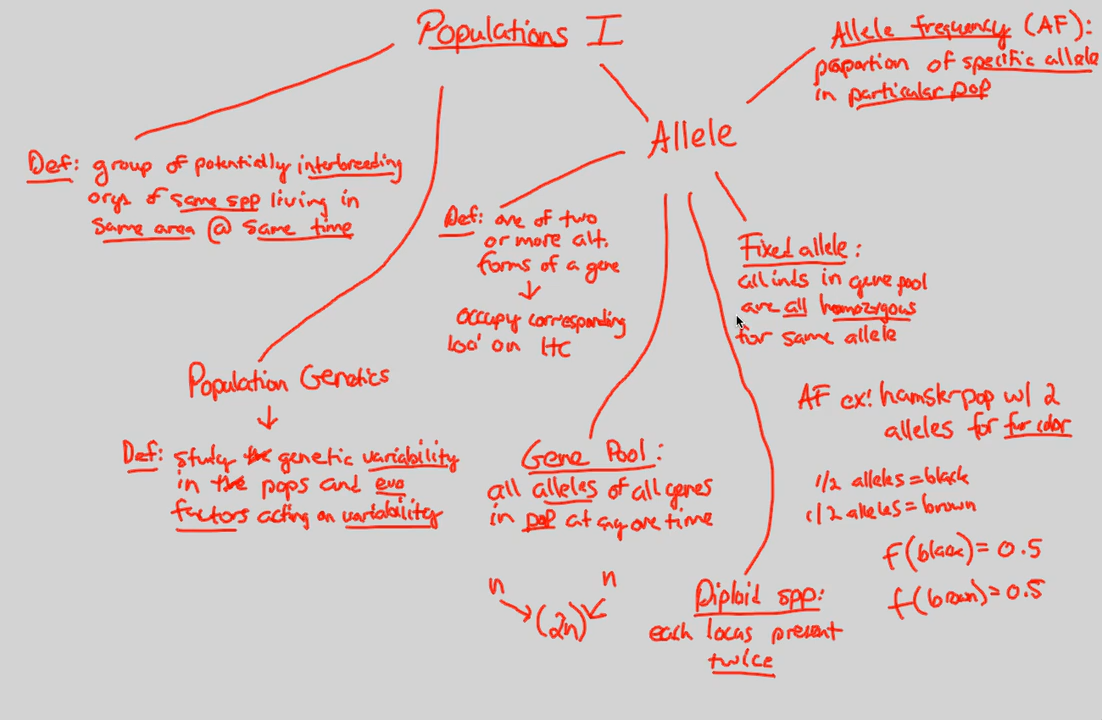 Populations I
Allele frequency (AF):
proportion of specific allele
in particular pop
Allele
Def: group of potentially interbreeding
orgs of same spp living in
same area @ same time
Def: one of two
or more alt.
forms of a gene
↓
occupy corresponding
loci on HC
Fixed allele:
all inds in gene pool
are all homozygous
for same allele
Population Genetics
↓
Def: study the genetic variability
in the pops and evo
factors acting on variability
Gene Pool:
all alleles of all genes
in pop at any one time
AF ex: hamster pop w/ 2
alleles for fur color
1/2 alleles = black
1/2 alleles = brown
f(black) = 0.5
f(brown) = 0.5
n n
(2n)
Diploid spp:
each locus present
twice